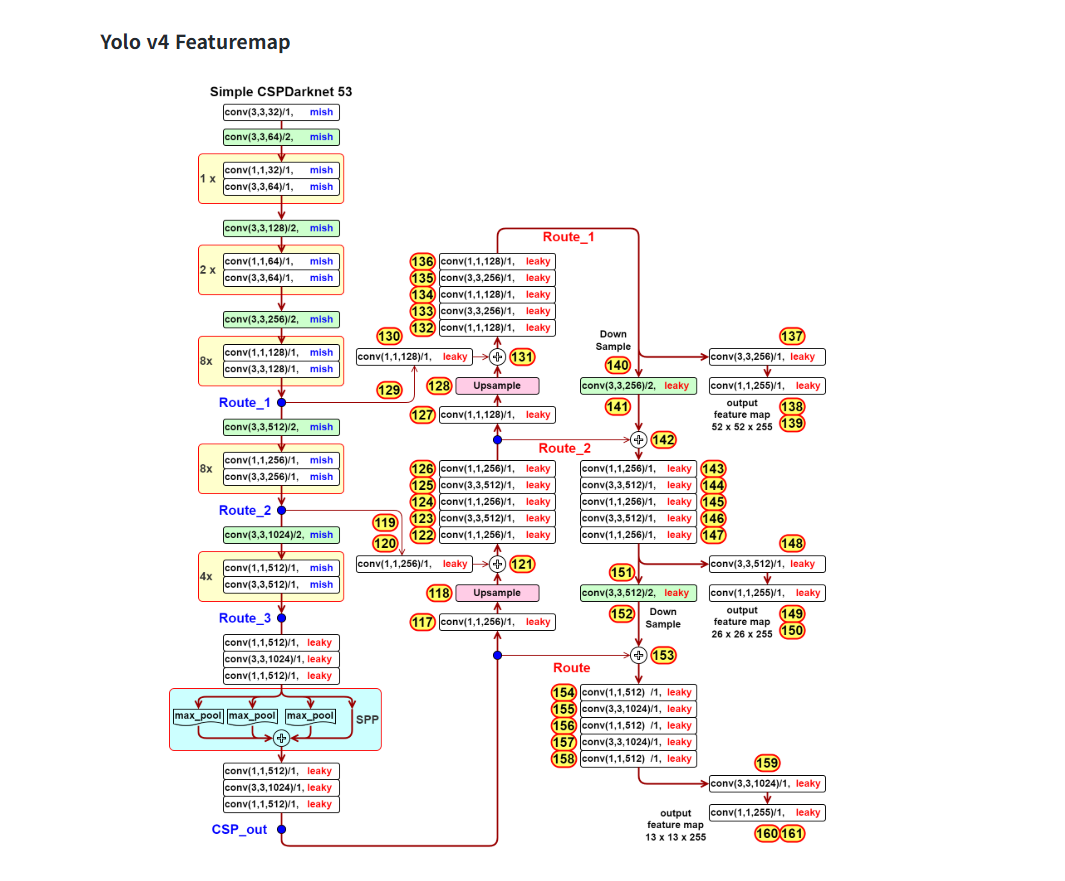 Yolo v4 Featuremap
Simple CSPDarknet 53
conv(3,3,32)/1, mish
conv(3,3,64)/2, mish
1 x
conv(1,1,32)/1, mish
conv(3,3,64)/1, mish
conv(3,3,128)/2, mish
2 x
conv(1,1,64)/1, mish
conv(3,3,64)/1, mish
conv(3,3,256)/2, mish
8x
conv(1,1,128)/1, mish
conv(3,3,128)/1, mish
Route_1
conv(3,3,512)/2, mish
8x
conv(1,1,256)/1, mish
conv(3,3,256)/1, mish
Route_2
conv(3,3,1024)/2, mish
4x
conv(1,1,512)/1, mish
conv(3,3,512)/1, mish
Route_3
conv(1,1,512)/1, leaky
conv(3,3,1024)/1, leaky
conv(1,1,512)/1, leaky
max_pool max_pool max_pool SPP
conv(1,1,512)/1, leaky
conv(3,3,1024)/1, leaky
conv(1,1,512)/1, leaky
CSP_out
Route_1
136 conv(1,1,128)/1, leaky
135 conv(3,3,256)/1, leaky
134 conv(1,1,128)/1, leaky
133 conv(3,3,256)/1, leaky
132 conv(1,1,128)/1, leaky
130
conv(1,1,128)/1, leaky
131
129
128 Upsample
127 conv(1,1,128)/1, leaky
Route_2
126 conv(1,1,256)/1, leaky
125 conv(3,3,512)/1, leaky
124 conv(1,1,256)/1, leaky
123 conv(3,3,512)/1, leaky
122 conv(1,1,256)/1, leaky
119
120
conv(1,1,256)/1, leaky
121
118 Upsample
117 conv(1,1,256)/1, leaky
Down
Sample
140
conv(3,3,256)/2, leaky
141
142
137
conv(3,3,256)/1, leaky
conv(1,1,255)/1, leaky
output
feature map
52 x 52 x 255
138
139
conv(1,1,256)/1, leaky 143
conv(3,3,512)/1, leaky 144
conv(1,1,256)/1, leaky 145
conv(3,3,512)/1, leaky 146
conv(1,1,256)/1, leaky 147
148
conv(3,3,512)/1, leaky
conv(1,1,255)/1, leaky
output
feature map
26 x 26 x 255
149
150
151
conv(3,3,512)/2, leaky
152
Down
Sample
153
Route
154 conv(1,1,512) /1, leaky
155 conv(3,3,1024)/1, leaky
156 conv(1,1,512) /1, leaky
157 conv(3,3,1024)/1, leaky
158 conv(1,1,512) /1, leaky
159
conv(3,3,1024)/1, leaky
conv(1,1,255)/1, leaky
output
feature map
13 x 13 x 255
160 161